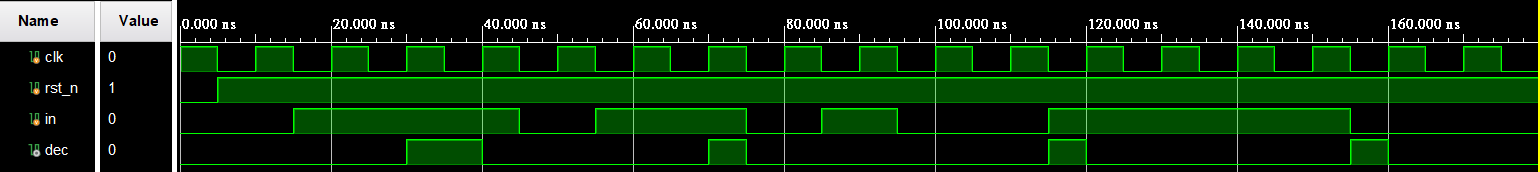 Name Value 0.000 ns 20.000 ns 40.000 ns 60.000 ns 80.000 ns 100.000 ns 120.000 ns 140.000 ns 160.000 ns
clk 0
rst_n 1
in 0
dec 0